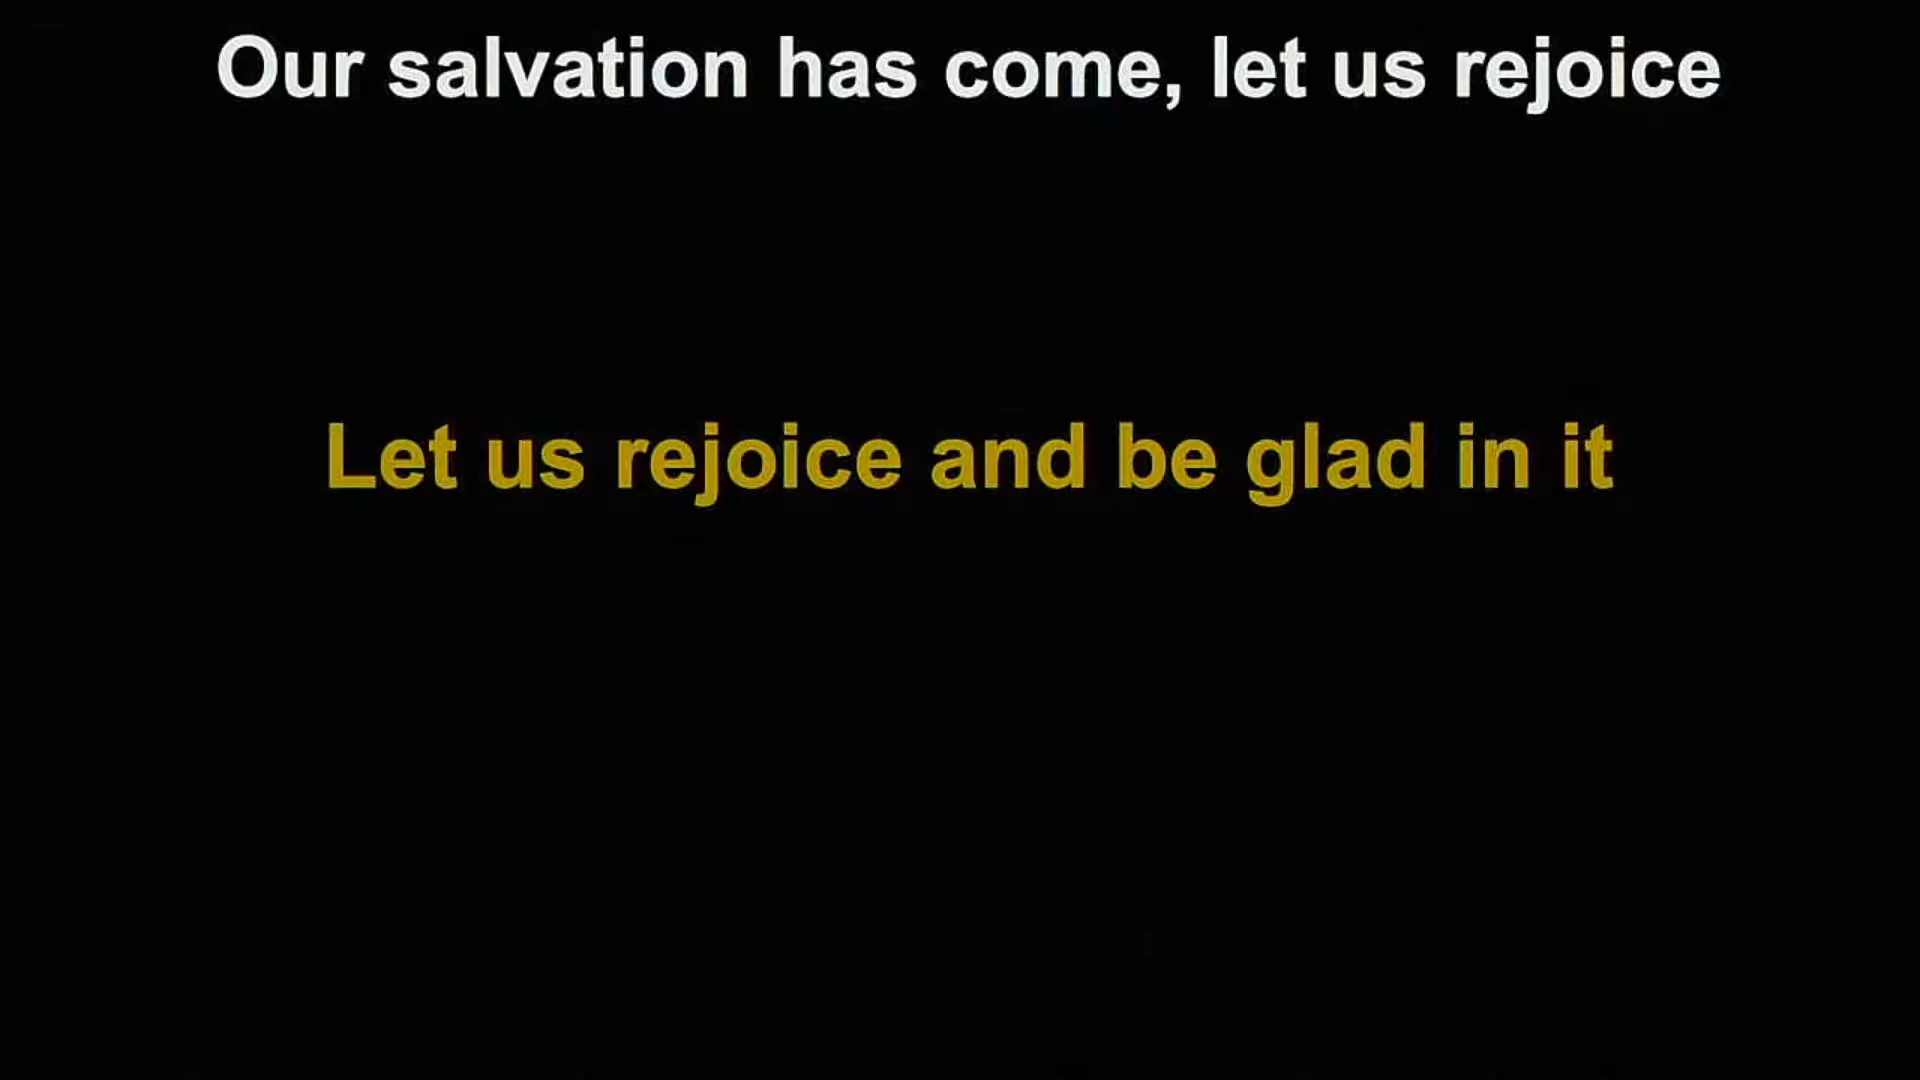 Our salvation has come, let us rejoice
Let us rejoice and be glad in it